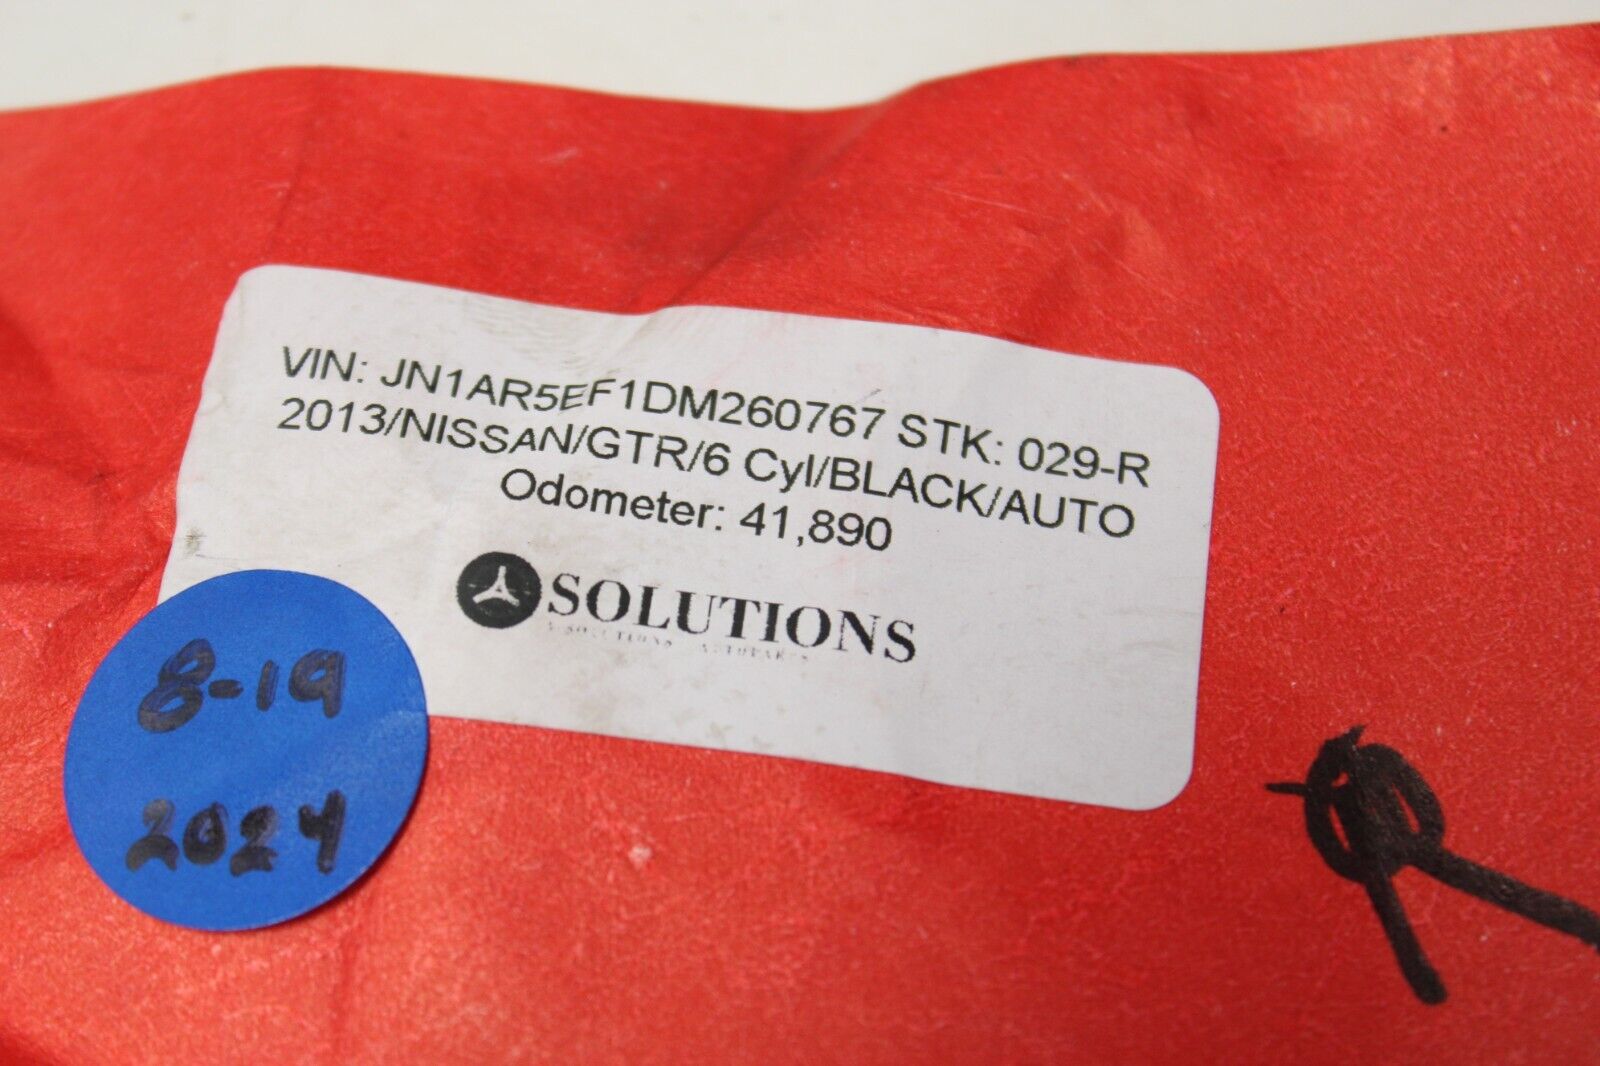 VIN: JN1AR5EF1DM260767 STK: 029-R
2013/NISSAN/GTR/6 Cyl/BLACK/AUTO
Odometer: 41,890
SOLUTIONS
8-19
2024
R